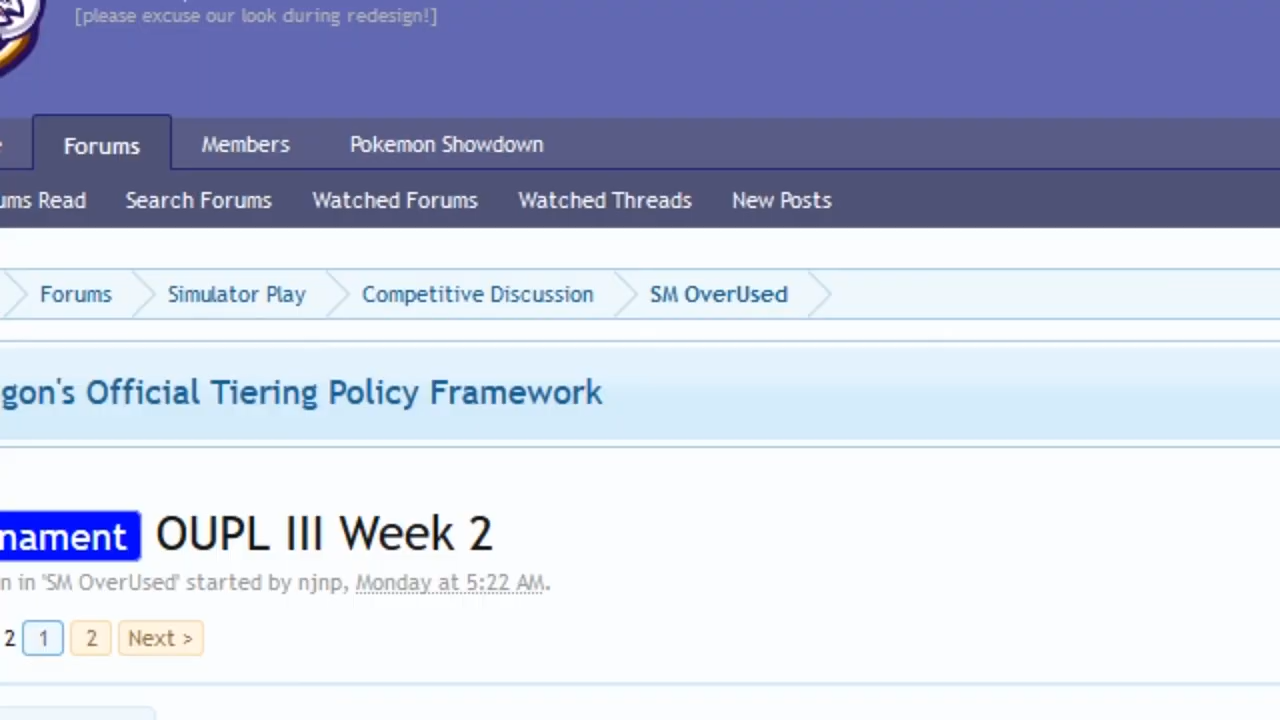 [please excuse our look during redesign!]
Forums Members Pokemon Showdown
ums Read Search Forums Watched Forums Watched Threads New Posts
Forums Simulator Play Competitive Discussion SM OverUsed
gon's Official Tiering Policy Framework
nament OUPL III Week 2
n in 'SM OverUsed' started by njnp, Monday at 5:22 AM.
2 1 2 Next >